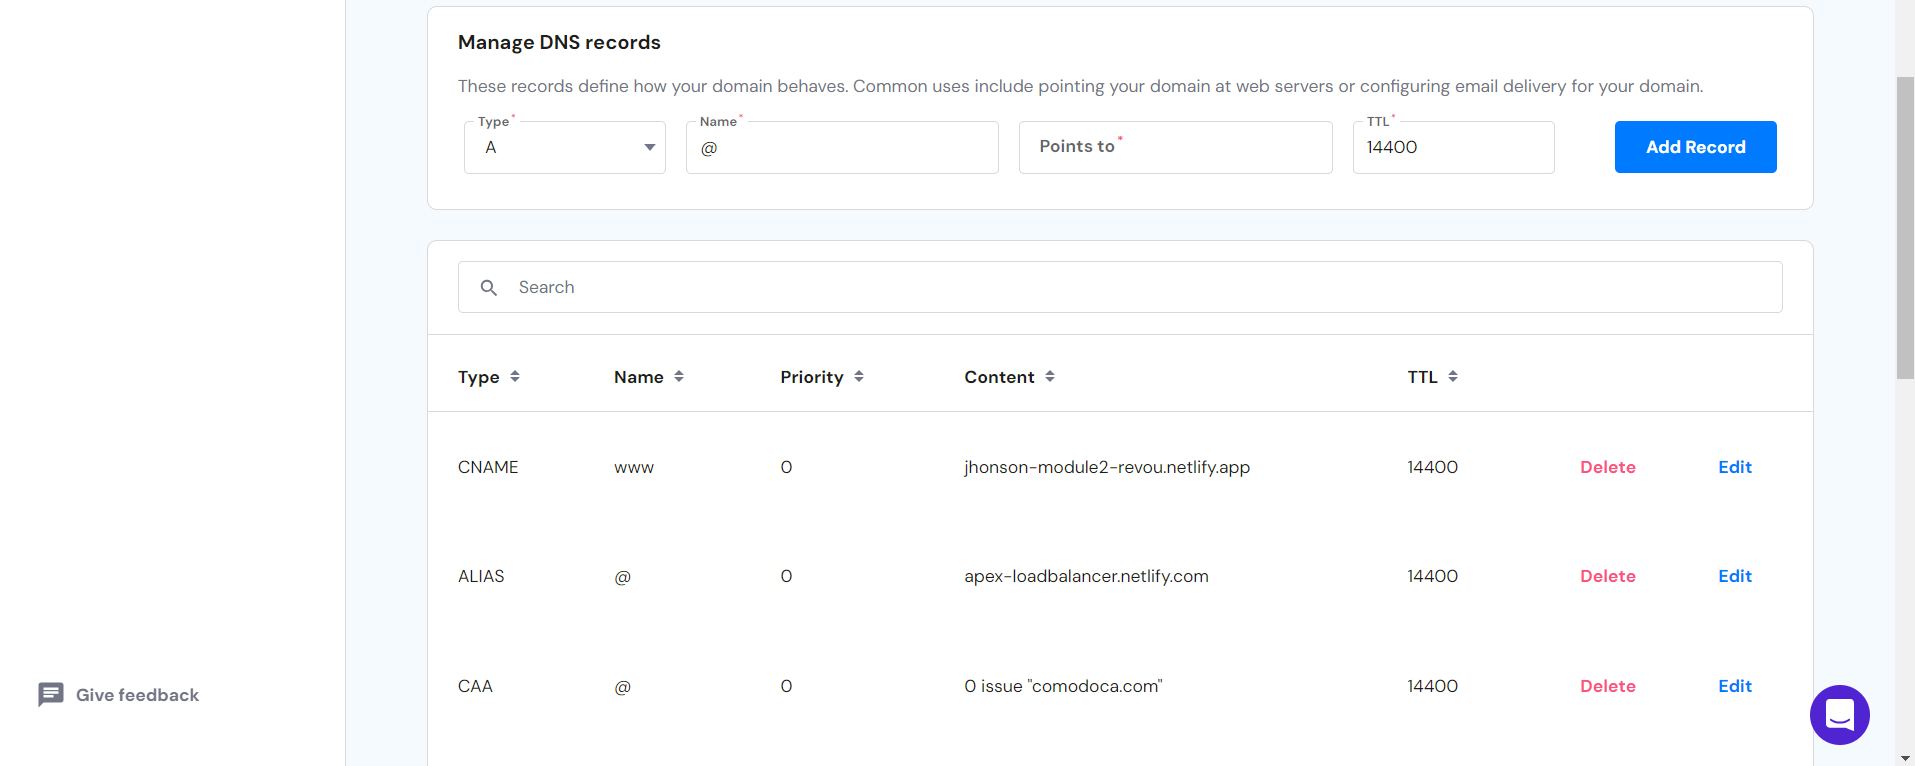 Manage DNS records
These records define how your domain behaves. Common uses include pointing your domain at web servers or configuring email delivery for your domain.
Type* Name* TTL*
A @ Points to* 14400 Add Record
Search
Type Name Priority Content TTL
CNAME www 0 jhonson-module2-revou.netlify.app 14400 Delete Edit
ALIAS @ 0 apex-loadbalancer.netlify.com 14400 Delete Edit
CAA @ 0 0 issue "comodoca.com" 14400 Delete Edit
Give feedback